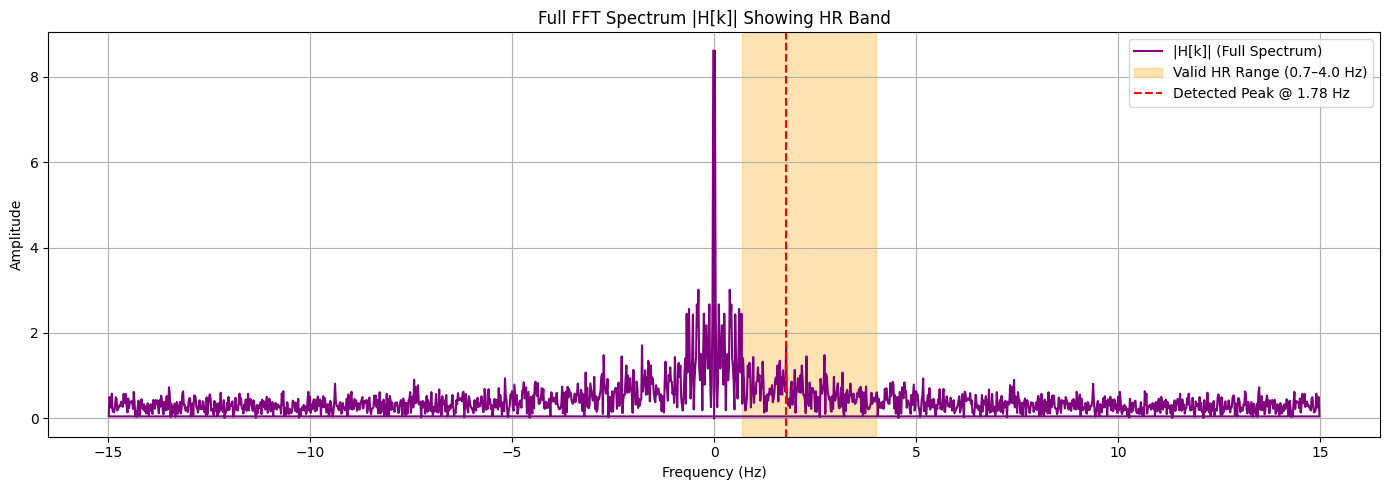 Full FFT Spectrum |H[k]| Showing HR Band
|H[k]| (Full Spectrum)
Valid HR Range (0.7–4.0 Hz)
Detected Peak @ 1.78 Hz
Amplitude
8
6
4
2
0
−15
−10
−5
0
5
10
15
Frequency (Hz)